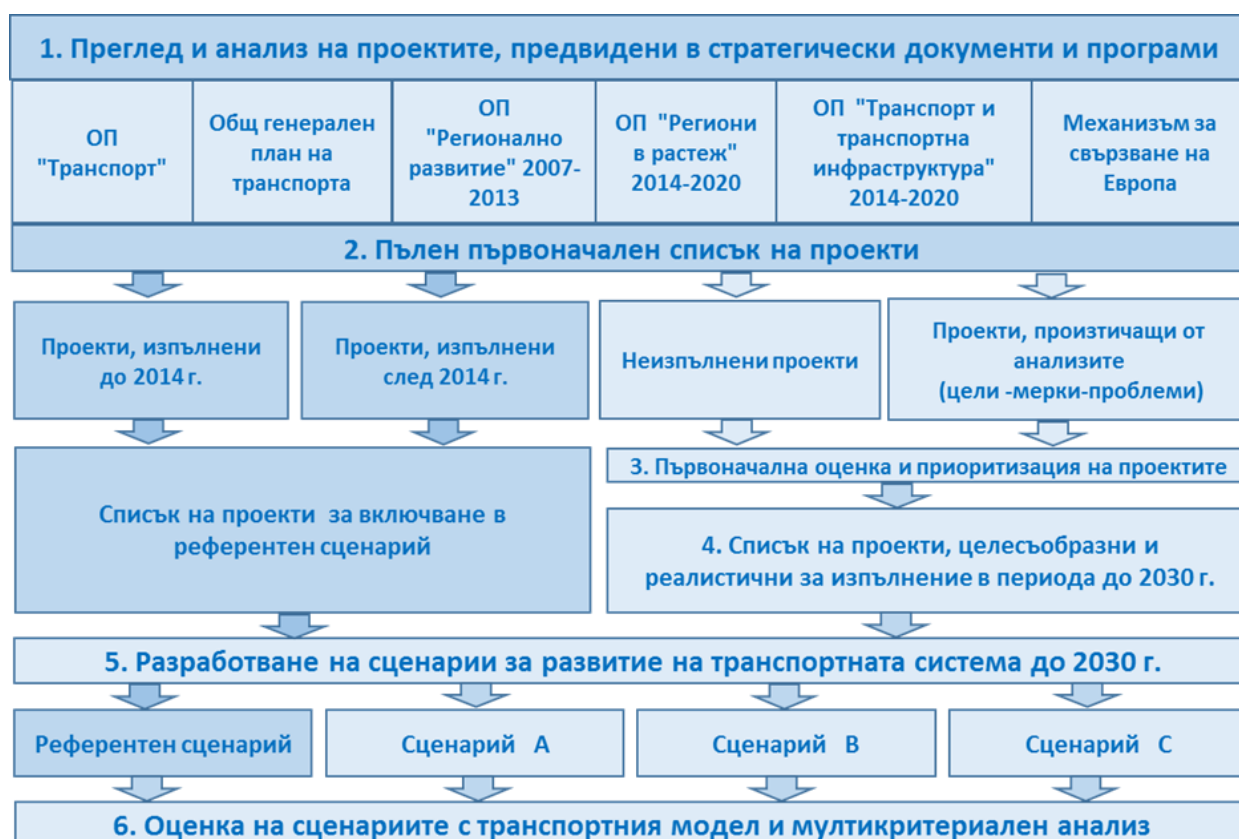 1. Преглед и анализ на проектите, предвидени в стратегически документи и програми
ОП
"Транспорт"
Общ генерален
план на
транспорта
ОП
"Регионално
развитие" 2007-
2013
ОП "Региони
в растеж"
2014-2020
ОП "Транспорт и
транспортна
инфраструктура"
2014-2020
Механизъм за
свързване на
Европа
2. Пълен първоначален списък на проекти
Проекти, изпълнени
до 2014 г.
Проекти, изпълнени
след 2014 г.
Неизпълнени проекти
Проекти, произтичащи от
анализите
(цели -мерки-проблеми)
3. Първоначална оценка и приоритизация на проектите
Списък на проекти за включване в
референтен сценарий
4. Списък на проекти, целесъобразни и
реалистични за изпълнение в периода до 2030 г.
5. Разработване на сценарии за развитие на транспортната система до 2030 г.
Референтен сценарий
Сценарий A
Сценарий B
Сценарий C
6. Оценка на сценариите с транспортния модел и мултикритериален анализ